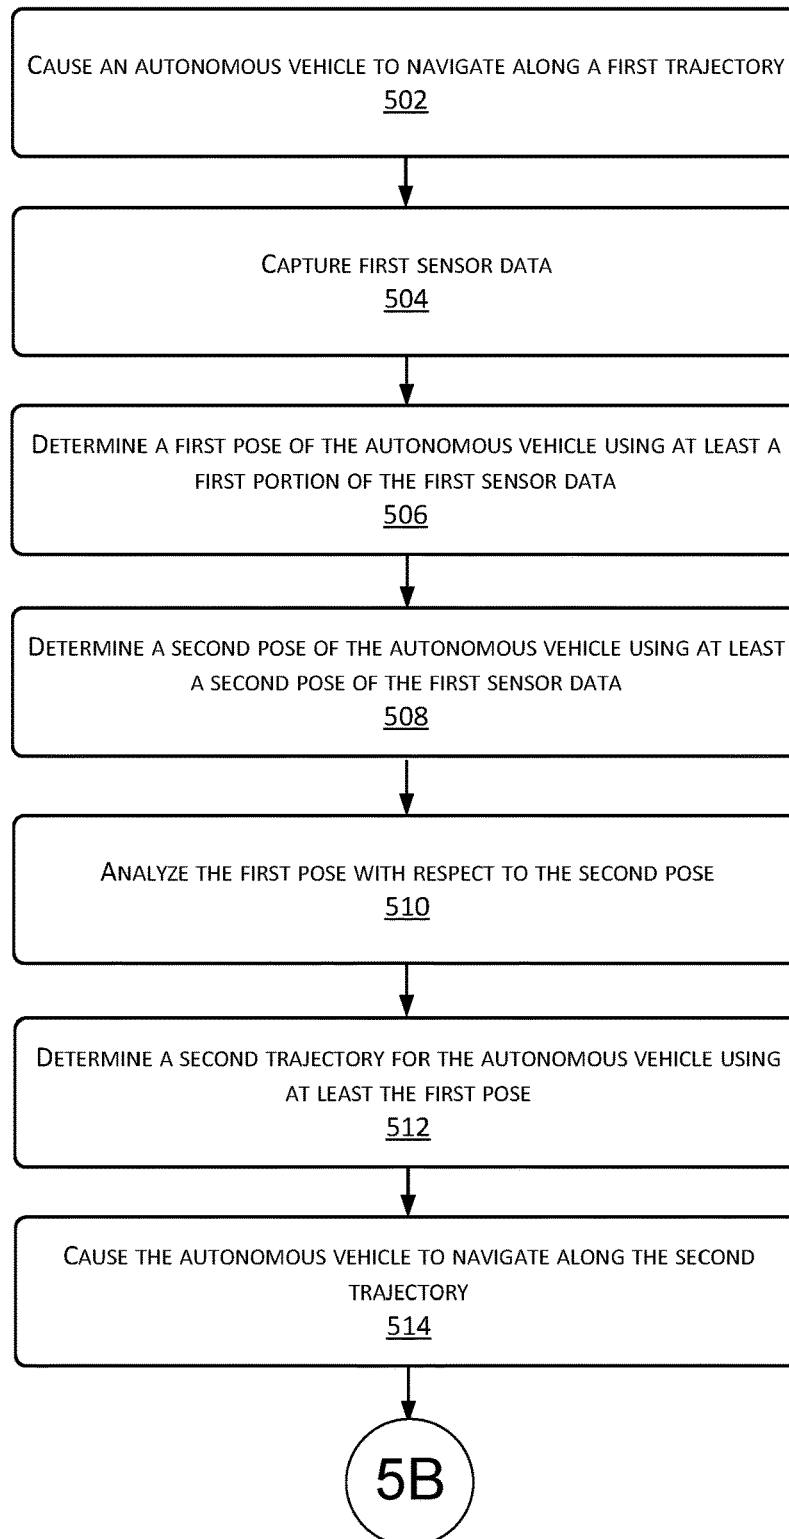 CAUSE AN AUTONOMOUS VEHICLE TO NAVIGATE ALONG A FIRST TRAJECTORY
502
CAPTURE FIRST SENSOR DATA
504
DETERMINE A FIRST POSE OF THE AUTONOMOUS VEHICLE USING AT LEAST A
FIRST PORTION OF THE FIRST SENSOR DATA
506
DETERMINE A SECOND POSE OF THE AUTONOMOUS VEHICLE USING AT LEAST
A SECOND POSE OF THE FIRST SENSOR DATA
508
ANALYZE THE FIRST POSE WITH RESPECT TO THE SECOND POSE
510
DETERMINE A SECOND TRAJECTORY FOR THE AUTONOMOUS VEHICLE USING
AT LEAST THE FIRST POSE
512
CAUSE THE AUTONOMOUS VEHICLE TO NAVIGATE ALONG THE SECOND
TRAJECTORY
514
5B